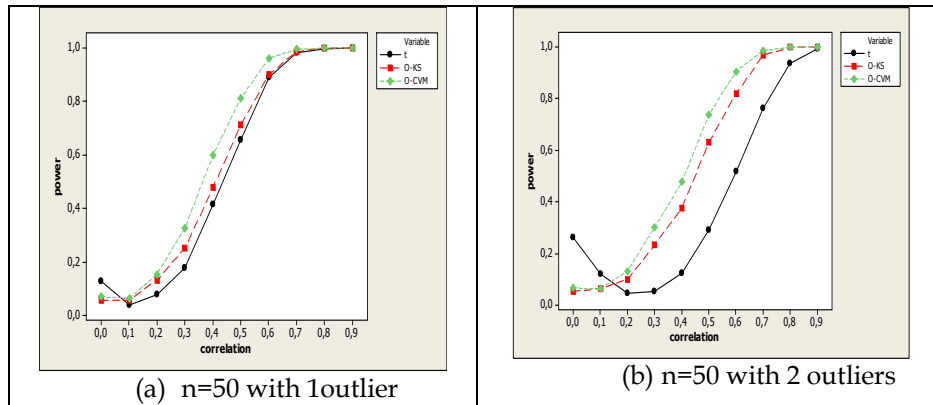 Variable
t
O-KS
O-CVM
1,0
0,8
0,6
0,4
0,2
0,0
power
0,0 0,1 0,2 0,3 0,4 0,5 0,6 0,7 0,8 0,9
correlation
(a) n=50 with 1outlier
Variable
t
O-KS
O-CVM
1,0
0,8
0,6
0,4
0,2
0,0
power
0,0 0,1 0,2 0,3 0,4 0,5 0,6 0,7 0,8 0,9
correlation
(b) n=50 with 2 outliers